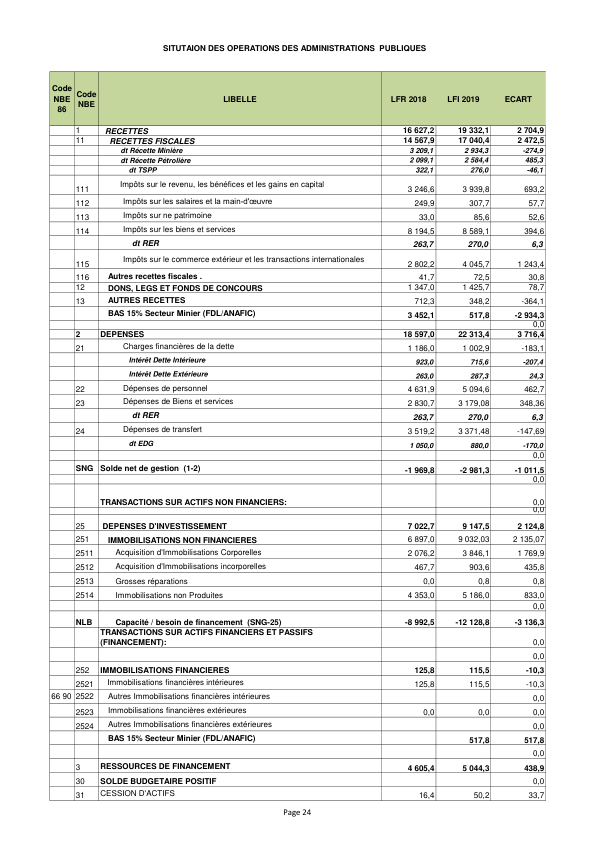 SITUTAION DES OPERATIONS DES ADMINISTRATIONS PUBLIQUES
Code NBE 86 Code NBE LIBELLE LFR 2018 LFI 2019 ECART
1 RECETTES 16 627,2 19 332,1 2 704,9
11 RECETTES FISCALES 14 567,9 17 040,4 2 472,5
dt Récette Minière 3 209,1 2 934,3 -274,9
dt Récette Pétrolière 2 099,1 2 584,4 485,3
dt TSPP 322,1 276,0 -46,1
111 Impôts sur le revenu, les bénéfices et les gains en capital 3 246,6 3 939,8 693,2
112 Impôts sur les salaires et la main-d'œuvre 249,9 307,7 57,7
113 Impôts sur ne patrimoine 33,0 85,6 52,6
114 Impôts sur les biens et services 8 194,5 8 589,1 394,6
dt RER 263,7 270,0 6,3
115 Impôts sur le commerce extérieur et les transactions internationales 2 802,2 4 045,7 1 243,4
116 Autres recettes fiscales . 41,7 72,5 30,8
12 DONS, LEGS ET FONDS DE CONCOURS 1 347,0 1 425,7 78,7
13 AUTRES RECETTES 712,3 348,2 -364,1
BAS 15% Secteur Minier (FDL/ANAFIC) 3 452,1 517,8 -2 934,3
0,0
2 DEPENSES 18 597,0 22 313,4 3 716,4
21 Charges financières de la dette 1 186,0 1 002,9 -183,1
Intérêt Dette Intérieure 923,0 715,6 -207,4
Intérêt Dette Extérieure 263,0 287,3 24,3
22 Dépenses de personnel 4 631,9 5 094,6 462,7
23 Dépenses de Biens et services 2 830,7 3 179,08 348,36
dt RER 263,7 270,0 6,3
24 Dépenses de transfert 3 519,2 3 371,48 -147,69
dt EDG 1 050,0 880,0 -170,0
0,0
SNG Solde net de gestion (1-2) -1 969,8 -2 981,3 -1 011,5
0,0
TRANSACTIONS SUR ACTIFS NON FINANCIERS: 0,0
0,0
25 DEPENSES D'INVESTISSEMENT 7 022,7 9 147,5 2 124,8
251 IMMOBILISATIONS NON FINANCIERES 6 897,0 9 032,03 2 135,07
2511 Acquisition d'Immobilisations Corporelles 2 076,2 3 846,1 1 769,9
2512 Acquisition d'Immobilisations incorporelles 467,7 903,6 435,8
2513 Grosses réparations 0,0 0,8 0,8
2514 Immobilisations non Produites 4 353,0 5 186,0 833,0
0,0
NLB Capacité / besoin de financement (SNG-25) -8 992,5 -12 128,8 -3 136,3
TRANSACTIONS SUR ACTIFS FINANCIERS ET PASSIFS
(FINANCEMENT): 0,0
0,0
252 IMMOBILISATIONS FINANCIERES 125,8 115,5 -10,3
2521 Immobilisations financières intérieures 125,8 115,5 -10,3
66 90 2522 Autres Immobilisations financières intérieures 0,0
2523 Immobilisations financières extérieures 0,0 0,0 0,0
2524 Autres Immobilisations financières extérieures 0,0
BAS 15% Secteur Minier (FDL/ANAFIC) 517,8 517,8
0,0
3 RESSOURCES DE FINANCEMENT 4 605,4 5 044,3 438,9
30 SOLDE BUDGETAIRE POSITIF 0,0
31 CESSION D'ACTIFS 16,4 50,2 33,7
Page 24